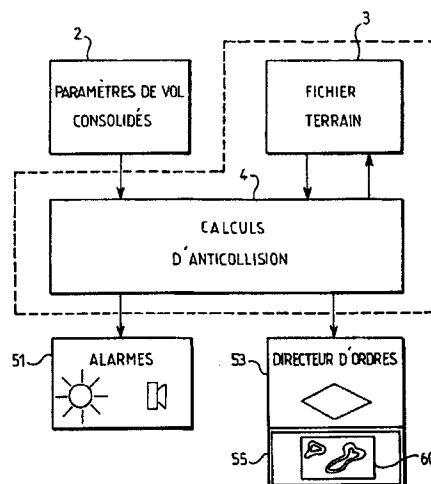 2
3
PARAMÈTRES DE VOL
CONSOLIDÉS
FICHIER
TERRAIN
4
CALCULS
D'ANTICOLLISION
51
ALARMES
53
DIRECTEUR D'ORDRES
55
60